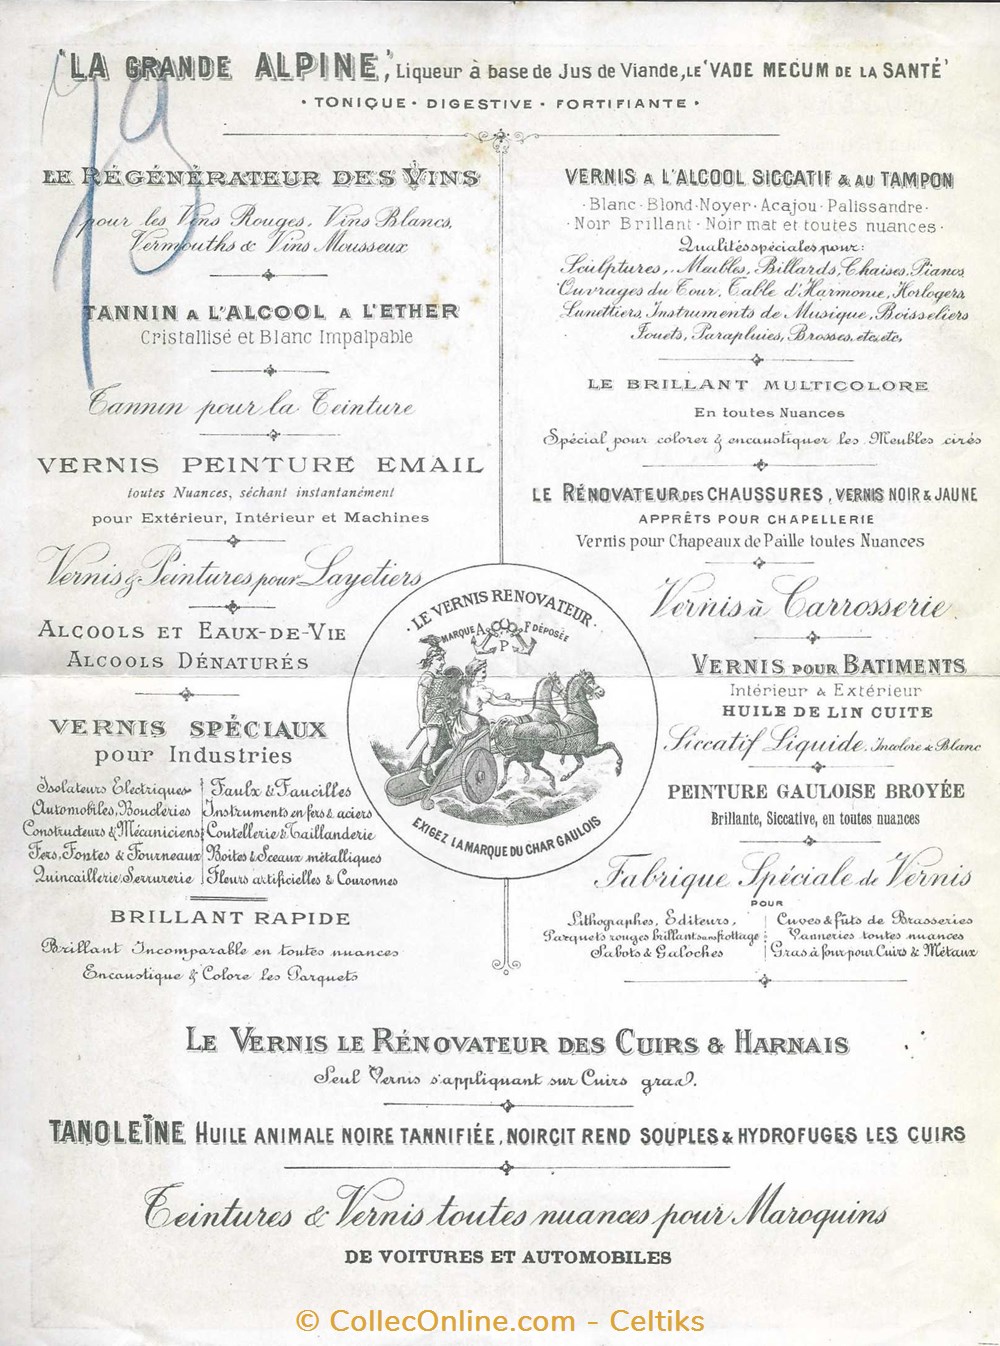 "LA GRANDE ALPINE", Liqueur à base de Jus de Viande, LE "VADE MECUM DE LA SANTÉ"
· TONIQUE · DIGESTIVE · FORTIFIANTE ·
LE RÉGÉNÉRATEUR DES VINS
pour les Vins Rouges, Vins Blancs,
Vermouths & Vins Mousseux
TANNIN A L'ALCOOL A L'ETHER
Cristallisé et Blanc Impalpable
Tannin pour la Teinture
VERNIS PEINTURE EMAIL
toutes Nuances, séchant instantanément
pour Extérieur, Intérieur et Machines
Vernis & Peintures pour Layetiers
ALCOOLS ET EAUX-DE-VIE
ALCOOLS DÉNATURÉS
VERNIS SPÉCIAUX
pour Industries
Isolateurs Electriques
Automobiles, Boucleries
Constructeurs & Mécaniciens
Fers, Fontes & Fourneaux
Quincaillerie Serrurerie
Faulx & Faucilles
Instruments en fers & aciers
Coutellerie & Taillanderie
Boites & Sceaux métalliques
Fleurs artificielles & Couronnes
BRILLANT RAPIDE
Brillant Incomparable en toutes nuances
Encaustique & Colore les Parquets
VERNIS A L'ALCOOL SICCATIF & AU TAMPON
· Blanc · Blond · Noyer · Acajou · Palissandre ·
· Noir Brillant · Noir mat et toutes nuances ·
Qualités spéciales pour:
Sculptures, Meubles, Billards, Chaises, Pianos,
Ouvrages du Tour, Table d'Harmonie, Horlogers,
Lunettiers, Instruments de Musique, Boisseliers
Jouets, Parapluies, Brosses, etc, etc,
LE BRILLANT MULTICOLORE
En toutes Nuances
Spécial pour colorer & encaustiquer les Meubles cirés
LE RÉNOVATEUR DES CHAUSSURES, VERNIS NOIR & JAUNE
APPRÊTS POUR CHAPELLERIE
Vernis pour Chapeaux de Paille toutes Nuances
Vernis à Carrosserie
VERNIS POUR BATIMENTS
Intérieur & Extérieur
HUILE DE LIN CUITE
Siccatif Liquide, Incolore & Blanc
PEINTURE GAULOISE BROYÉE
Brillante, Siccative, en toutes nuances
Fabrique Spéciale de Vernis
POUR
Lithographes, Editeurs,
Parquets rouges brillants sans frottage
Sabots & Galoches
Cuves & fûts de Brasseries
Vanneries toutes nuances
Gras à four pour Cuirs & Métaux
· LE VERNIS RENOVATEUR ·
MARQUE A F DÉPOSÉE
P
EXIGEZ LA MARQUE DU CHAR GAULOIS
LE VERNIS LE RÉNOVATEUR DES CUIRS & HARNAIS
Seul Vernis s'appliquant sur Cuirs gras.
TANOLEÏNE HUILE ANIMALE NOIRE TANNIFIÉE, NOIRCIT REND SOUPLES & HYDROFUGES LES CUIRS
Teintures & Vernis toutes nuances pour Maroquins
DE VOITURES ET AUTOMOBILES
© CollecOnline.com - Celtiks